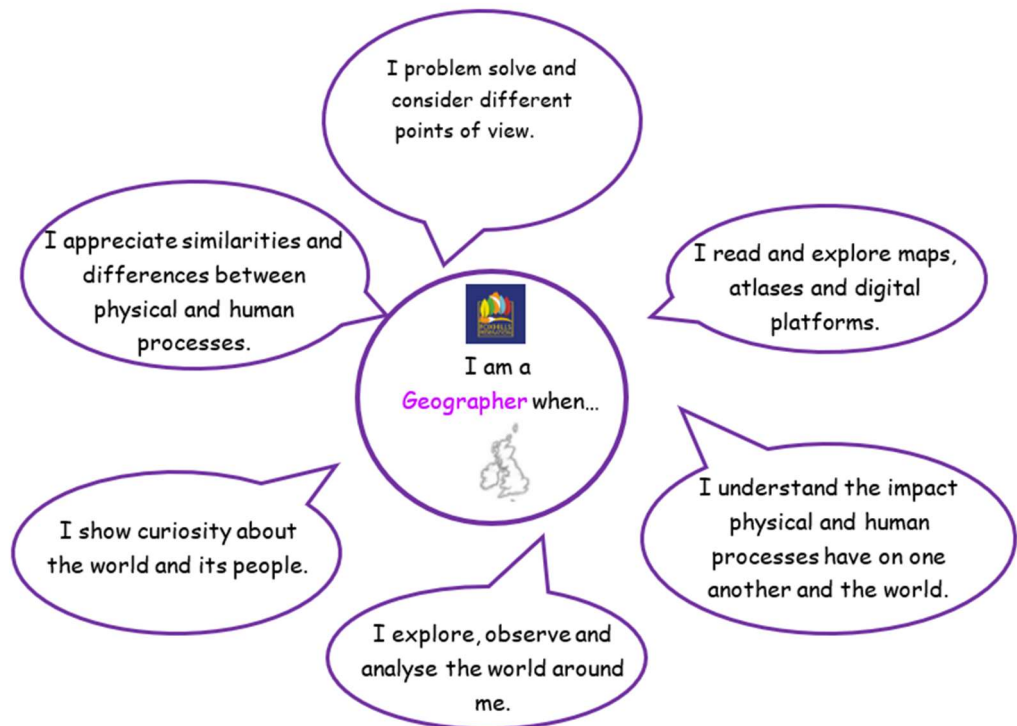 I problem solve and
consider different
points of view.
I appreciate similarities and
differences between
physical and human
processes.
I read and explore maps,
atlases and digital
platforms.
I am a
Geographer when...
I show curiosity about
the world and its people.
I understand the impact
physical and human
processes have on one
another and the world.
I explore, observe and
analyse the world around
me.